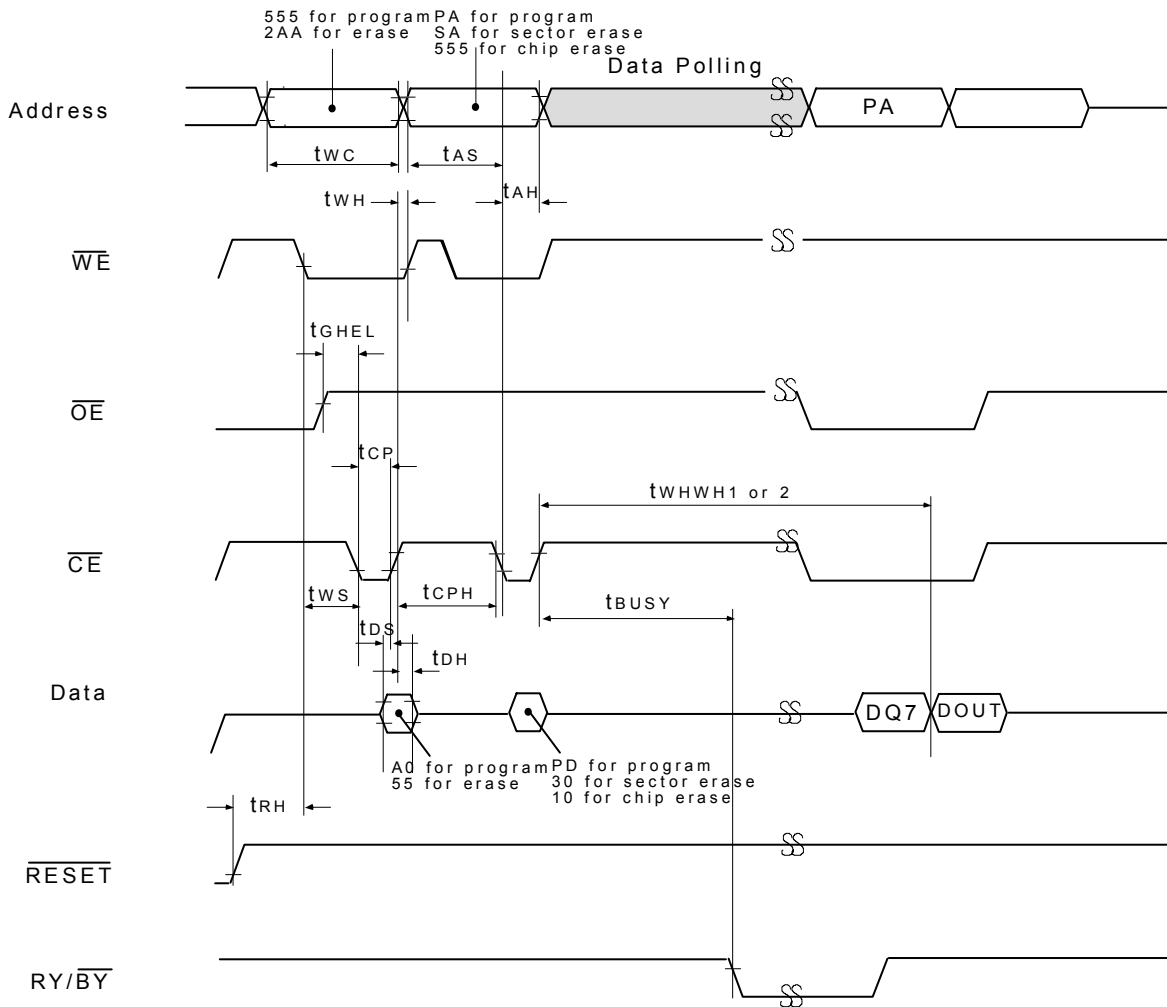 555 for program
2AA for erase
PA for program
SA for sector erase
555 for chip erase
Data Polling
Address
PA
tWC
tAS
tAH
tWH
WE
tGHEL
OE
tCP
tWHWH1 or 2
CE
tWS
tCPH
tBUSY
tDS
tDH
Data
DQ7
DOUT
A0 for program
55 for erase
PD for program
30 for sector erase
10 for chip erase
tRH
RESET
RY/BY